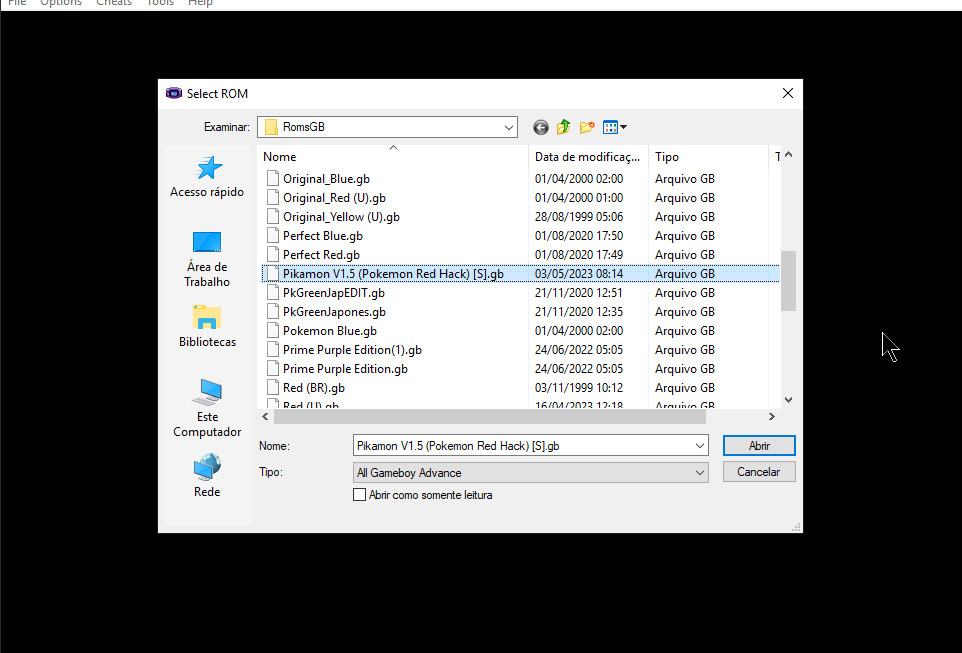 File Options Cheats Tools Help
Select ROM
Examinar: RomsGB
Acesso rápido
Área de
Trabalho
Bibliotecas
Este
Computador
Rede
Nome Data de modificaç... Tipo T
Original_Blue.gb 01/04/2000 02:00 Arquivo GB
Original_Red (U).gb 01/04/2000 01:00 Arquivo GB
Original_Yellow (U).gb 28/08/1999 05:06 Arquivo GB
Perfect Blue.gb 01/08/2020 17:50 Arquivo GB
Perfect Red.gb 01/08/2020 17:49 Arquivo GB
Pikamon V1.5 (Pokemon Red Hack) [S].gb 03/05/2023 08:14 Arquivo GB
PkGreenJapEDIT.gb 21/11/2020 12:51 Arquivo GB
PkGreenJapones.gb 21/11/2020 12:35 Arquivo GB
Pokemon Blue.gb 01/04/2000 02:00 Arquivo GB
Prime Purple Edition(1).gb 24/06/2022 05:05 Arquivo GB
Prime Purple Edition.gb 24/06/2022 05:05 Arquivo GB
Red (BR).gb 03/11/1999 10:12 Arquivo GB
Red (U).gb 16/04/2023 12:18 Arquivo GB
Nome: Pikamon V1.5 (Pokemon Red Hack) [S].gb Abrir
Tipo: All Gameboy Advance Cancelar
Abrir como somente leitura